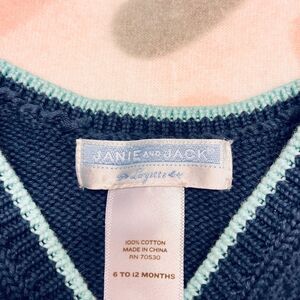 JANIE AND JACK
Layette
100% COTTON
MADE IN CHINA
RN 70530
6 TO 12 MONTHS